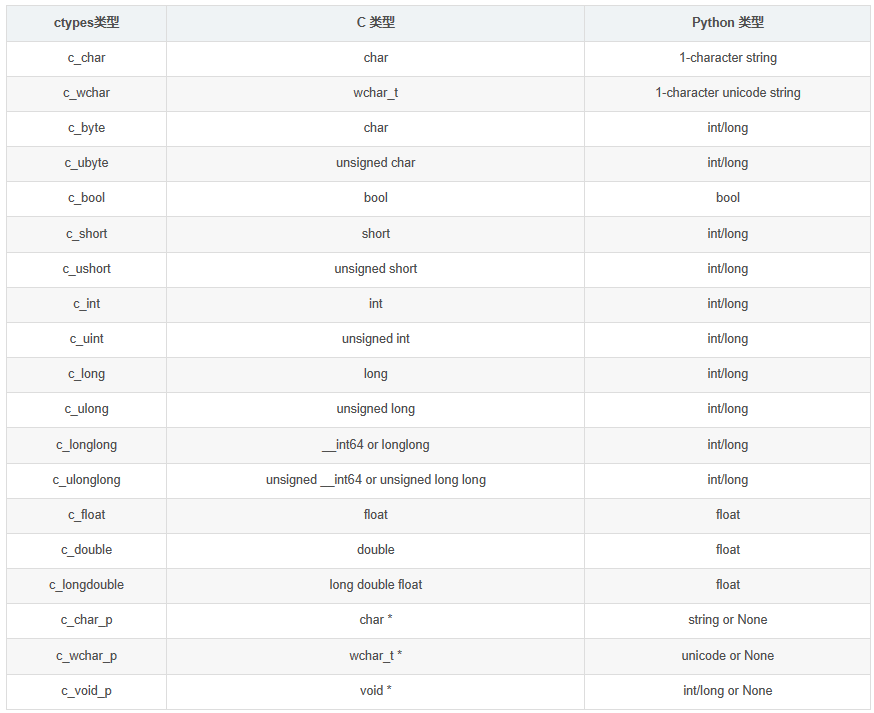 ctypes类型 C 类型 Python 类型
c_char char 1-character string
c_wchar wchar_t 1-character unicode string
c_byte char int/long
c_ubyte unsigned char int/long
c_bool bool bool
c_short short int/long
c_ushort unsigned short int/long
c_int int int/long
c_uint unsigned int int/long
c_long long int/long
c_ulong unsigned long int/long
c_longlong __int64 or longlong int/long
c_ulonglong unsigned __int64 or unsigned long long int/long
c_float float float
c_double double float
c_longdouble long double float float
c_char_p char * string or None
c_wchar_p wchar_t * unicode or None
c_void_p void * int/long or None